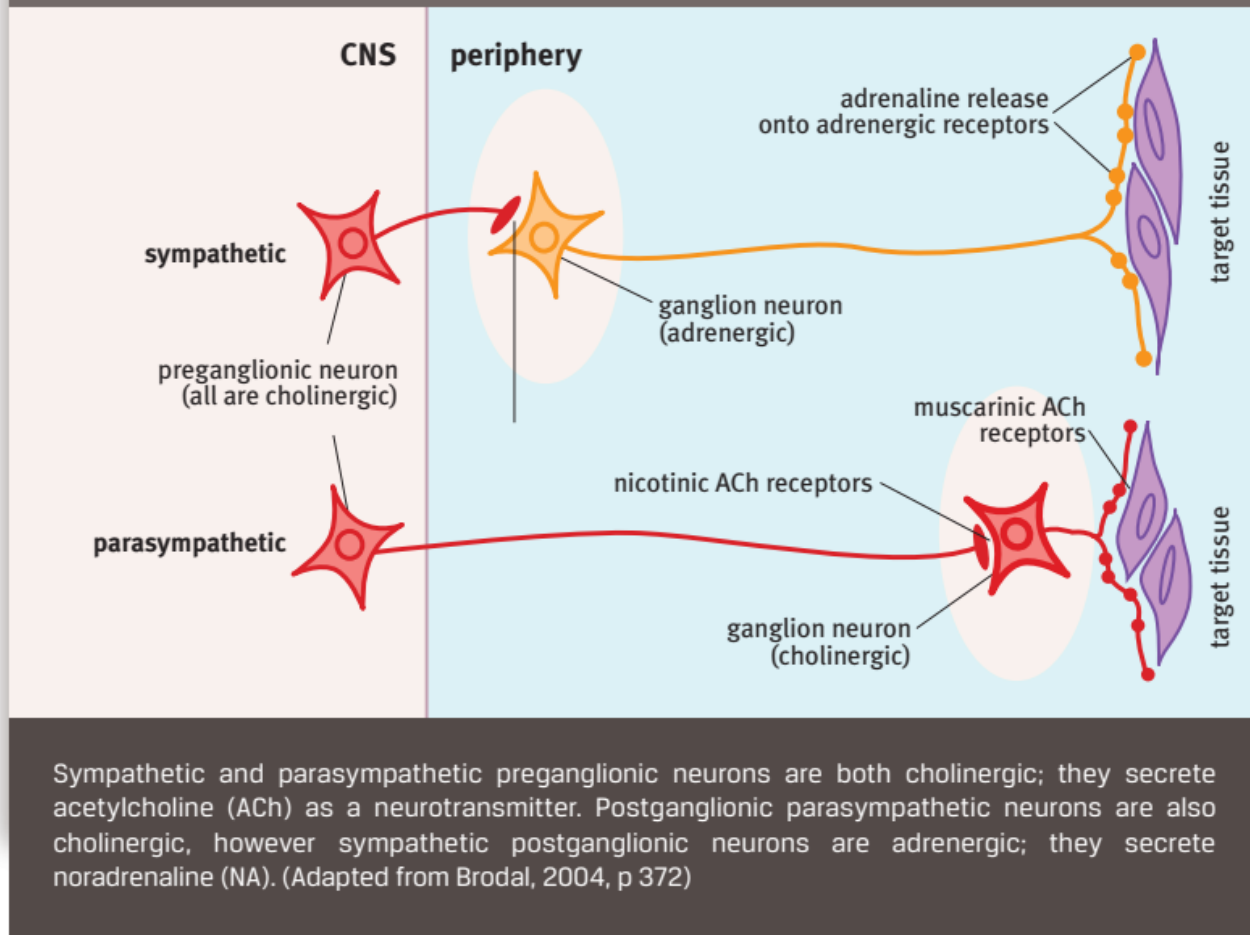 CNS
periphery
adrenaline release
onto adrenergic receptors
target tissue
sympathetic
ganglion neuron
(adrenergic)
preganglionic neuron
(all are cholinergic)
muscarinic ACh
receptors
nicotinic ACh receptors
parasympathetic
target tissue
ganglion neuron
(cholinergic)
Sympathetic and parasympathetic preganglionic neurons are both cholinergic; they secrete
acetylcholine (ACh) as a neurotransmitter. Postganglionic parasympathetic neurons are also
cholinergic, however sympathetic postganglionic neurons are adrenergic; they secrete
noradrenaline (NA). (Adapted from Brodal, 2004, p 372)